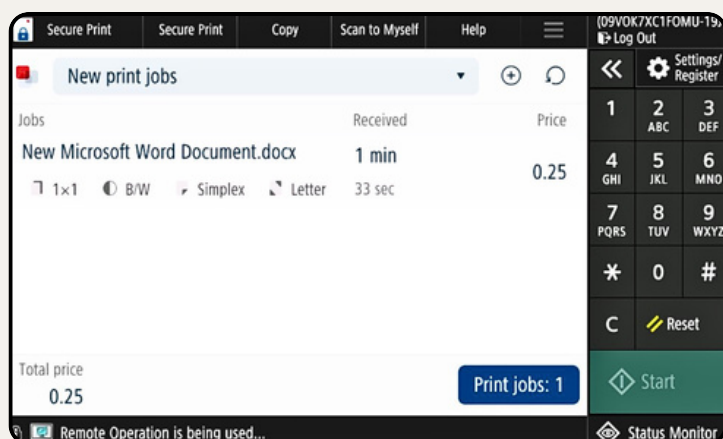 Secure Print
Secure Print
Copy
Scan to Myself
Help
(09VOK7XC1FOMU-19
Log Out
New print jobs
Settings/
Register
Jobs
Received
Price
New Microsoft Word Document.docx
1 min
0.25
1×1
B/W
Simplex
Letter
33 sec
1
2
ABC
3
DEF
4
GHI
5
JKL
6
MNO
7
PQRS
8
TUV
9
WXYZ
*
0
#
C
Reset
Total price
0.25
Print jobs: 1
Start
Remote Operation is being used...
Status Monitor